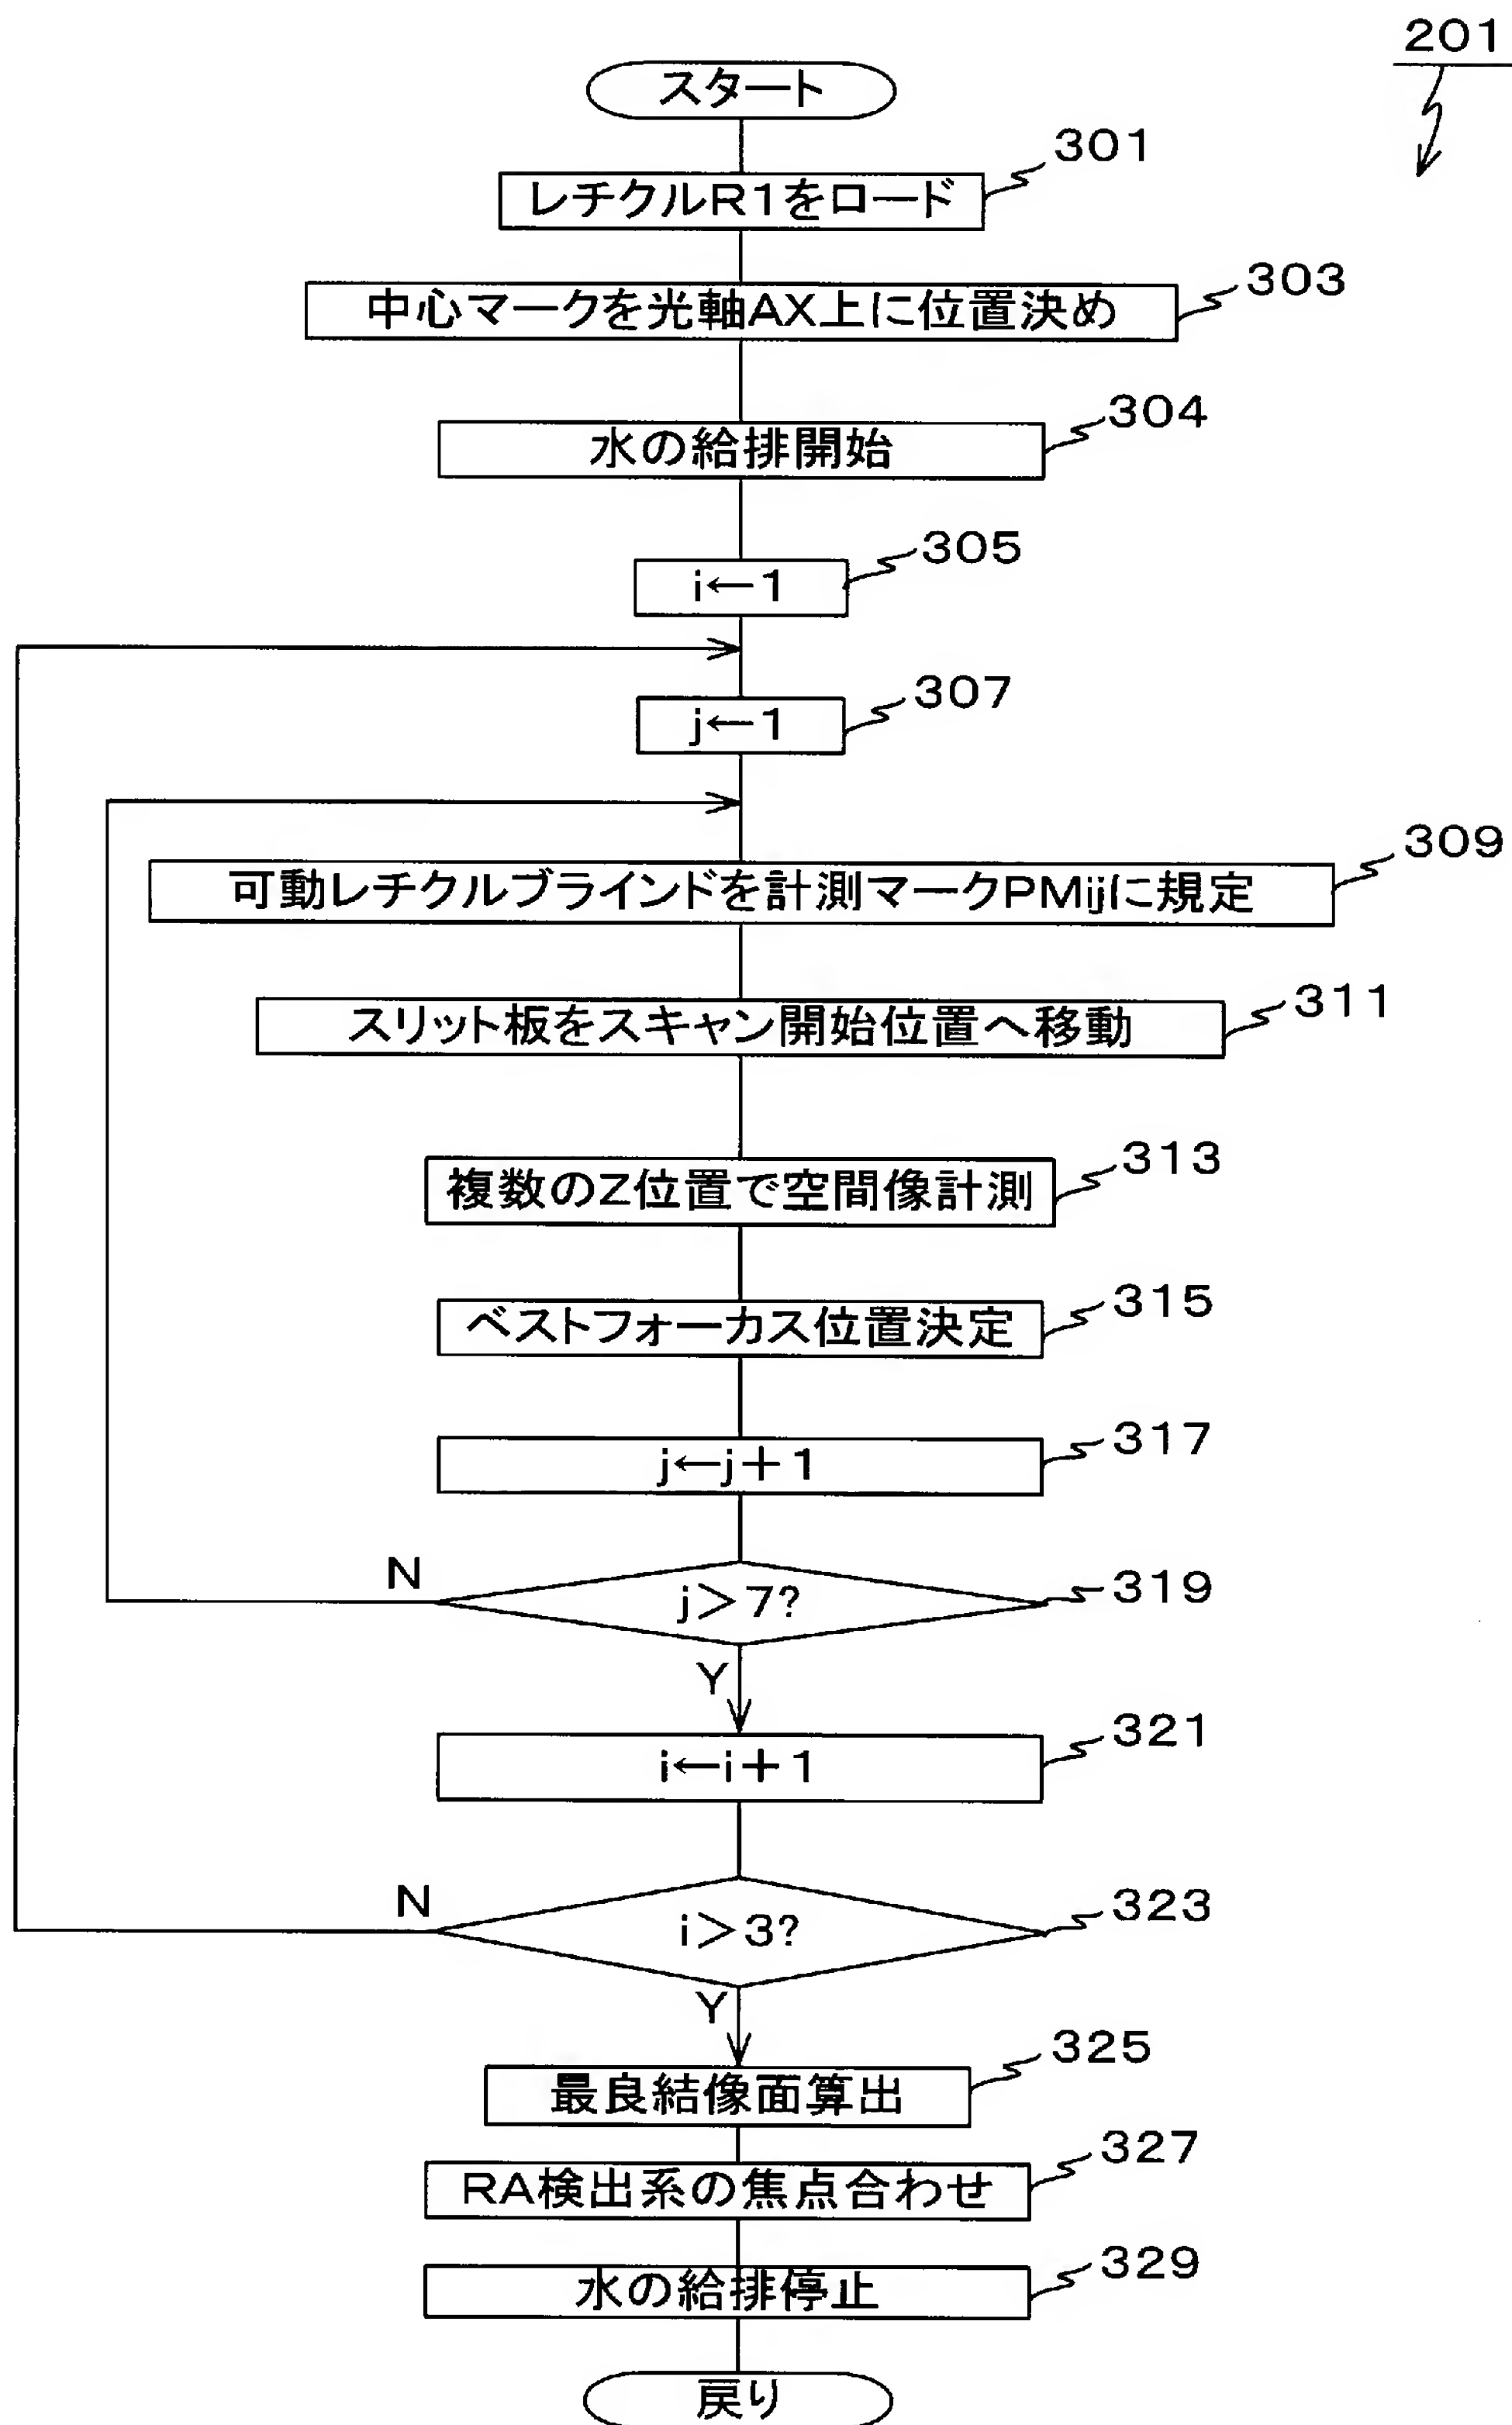 201
スタート
301
レチクルR1をロード
303
中心マークを光軸AX上に位置決め
304
水の給排開始
305
i←1
307
j←1
309
可動レチクルブラインドを計測マークPMijに規定
311
スリット板をスキャン開始位置へ移動
313
複数のZ位置で空間像計測
315
ベストフォーカス位置決定
317
j←j+1
N
319
j>7?
Y
321
i←i+1
N
323
i>3?
Y
325
最良結像面算出
327
RA検出系の焦点合わせ
329
水の給排停止
戻り